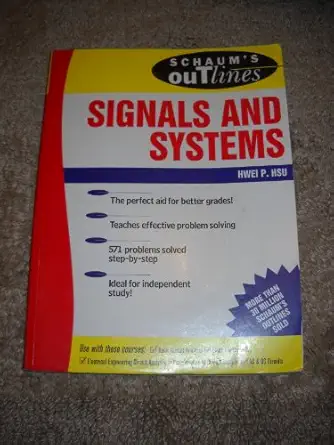 SCHAUM'S
ouTlines
SIGNALS AND
SYSTEMS
HWEI P. HSU
The perfect aid for better grades!
Teaches effective problem solving
571 problems solved
step-by-step
Ideal for independent
study!
MORE THAN
30 MILLION
SCHAUM'S
OUTLINES
SOLD
Use with these courses: